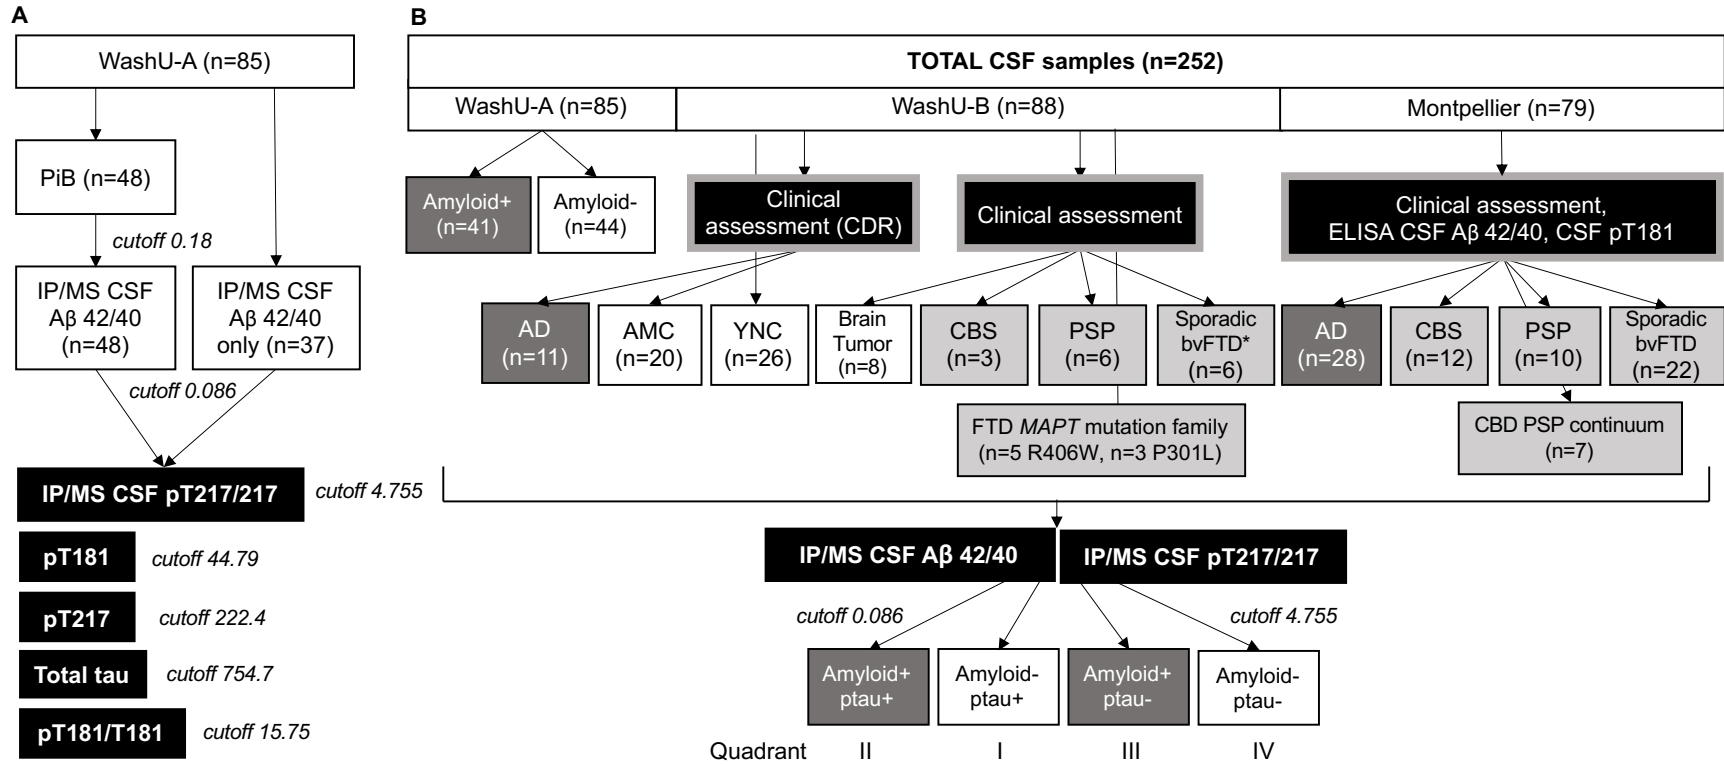 A
WashU-A (n=85)
PiB (n=48)
cutoff 0.18
IP/MS CSF
Aβ 42/40
(n=48)
IP/MS CSF
Aβ 42/40
only (n=37)
cutoff 0.086
IP/MS CSF pT217/217
cutoff 4.755
pT181
cutoff 44.79
pT217
cutoff 222.4
Total tau
cutoff 754.7
pT181/T181
cutoff 15.75
B
TOTAL CSF samples (n=252)
WashU-A (n=85)
WashU-B (n=88)
Montpellier (n=79)
Amyloid+
(n=41)
Amyloid-
(n=44)
Clinical
assessment (CDR)
Clinical assessment
Clinical assessment,
ELISA CSF Aβ 42/40, CSF pT181
AD
(n=11)
AMC
(n=20)
YNC
(n=26)
Brain
Tumor
(n=8)
CBS
(n=3)
PSP
(n=6)
Sporadic
bvFTD*
(n=6)
AD
(n=28)
CBS
(n=12)
PSP
(n=10)
Sporadic
bvFTD
(n=22)
FTD MAPT mutation family
(n=5 R406W, n=3 P301L)
CBD PSP continuum
(n=7)
IP/MS CSF Aβ 42/40
IP/MS CSF pT217/217
cutoff 0.086
cutoff 4.755
Amyloid+
ptau+
Amyloid-
ptau+
Amyloid+
ptau-
Amyloid-
ptau-
Quadrant II I III IV